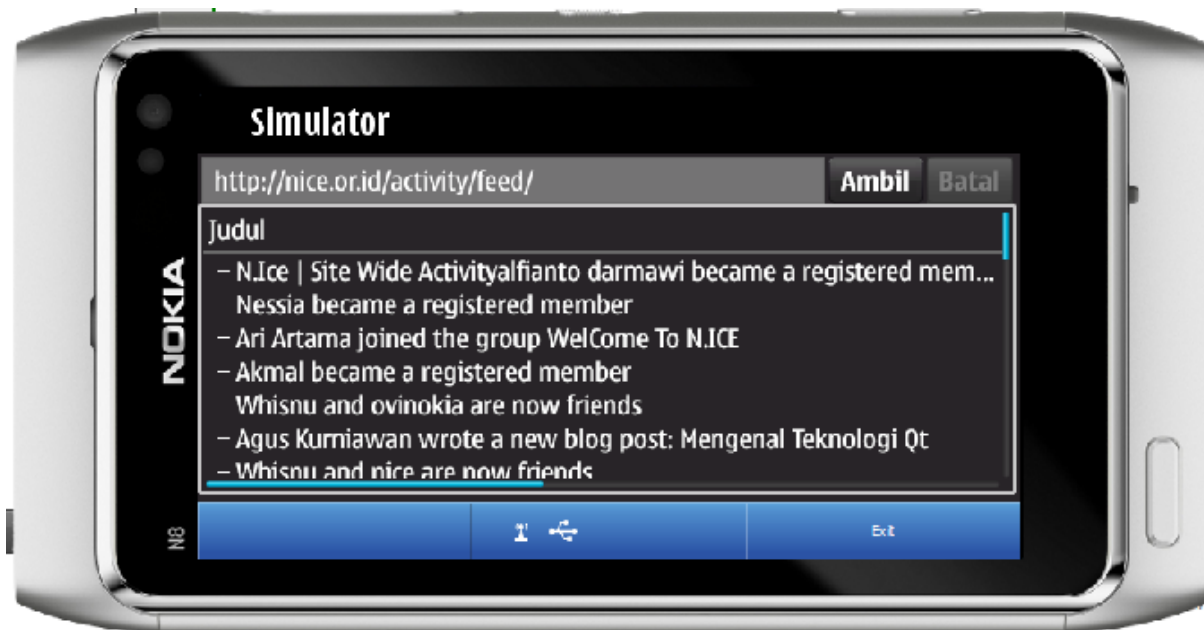 Simulator
http://nice.or.id/activity/feed/ Ambil Batal
Judul
– N.Ice | Site Wide Activityalfianto darmawi became a registered mem...
Nessia became a registered member
– Ari Artama joined the group WelCome To N.ICE
– Akmal became a registered member
Whisnu and ovinokia are now friends
– Agus Kurniawan wrote a new blog post: Mengenal Teknologi Qt
– Whisnu and nice are now friends
Exit
NOKIA
N8